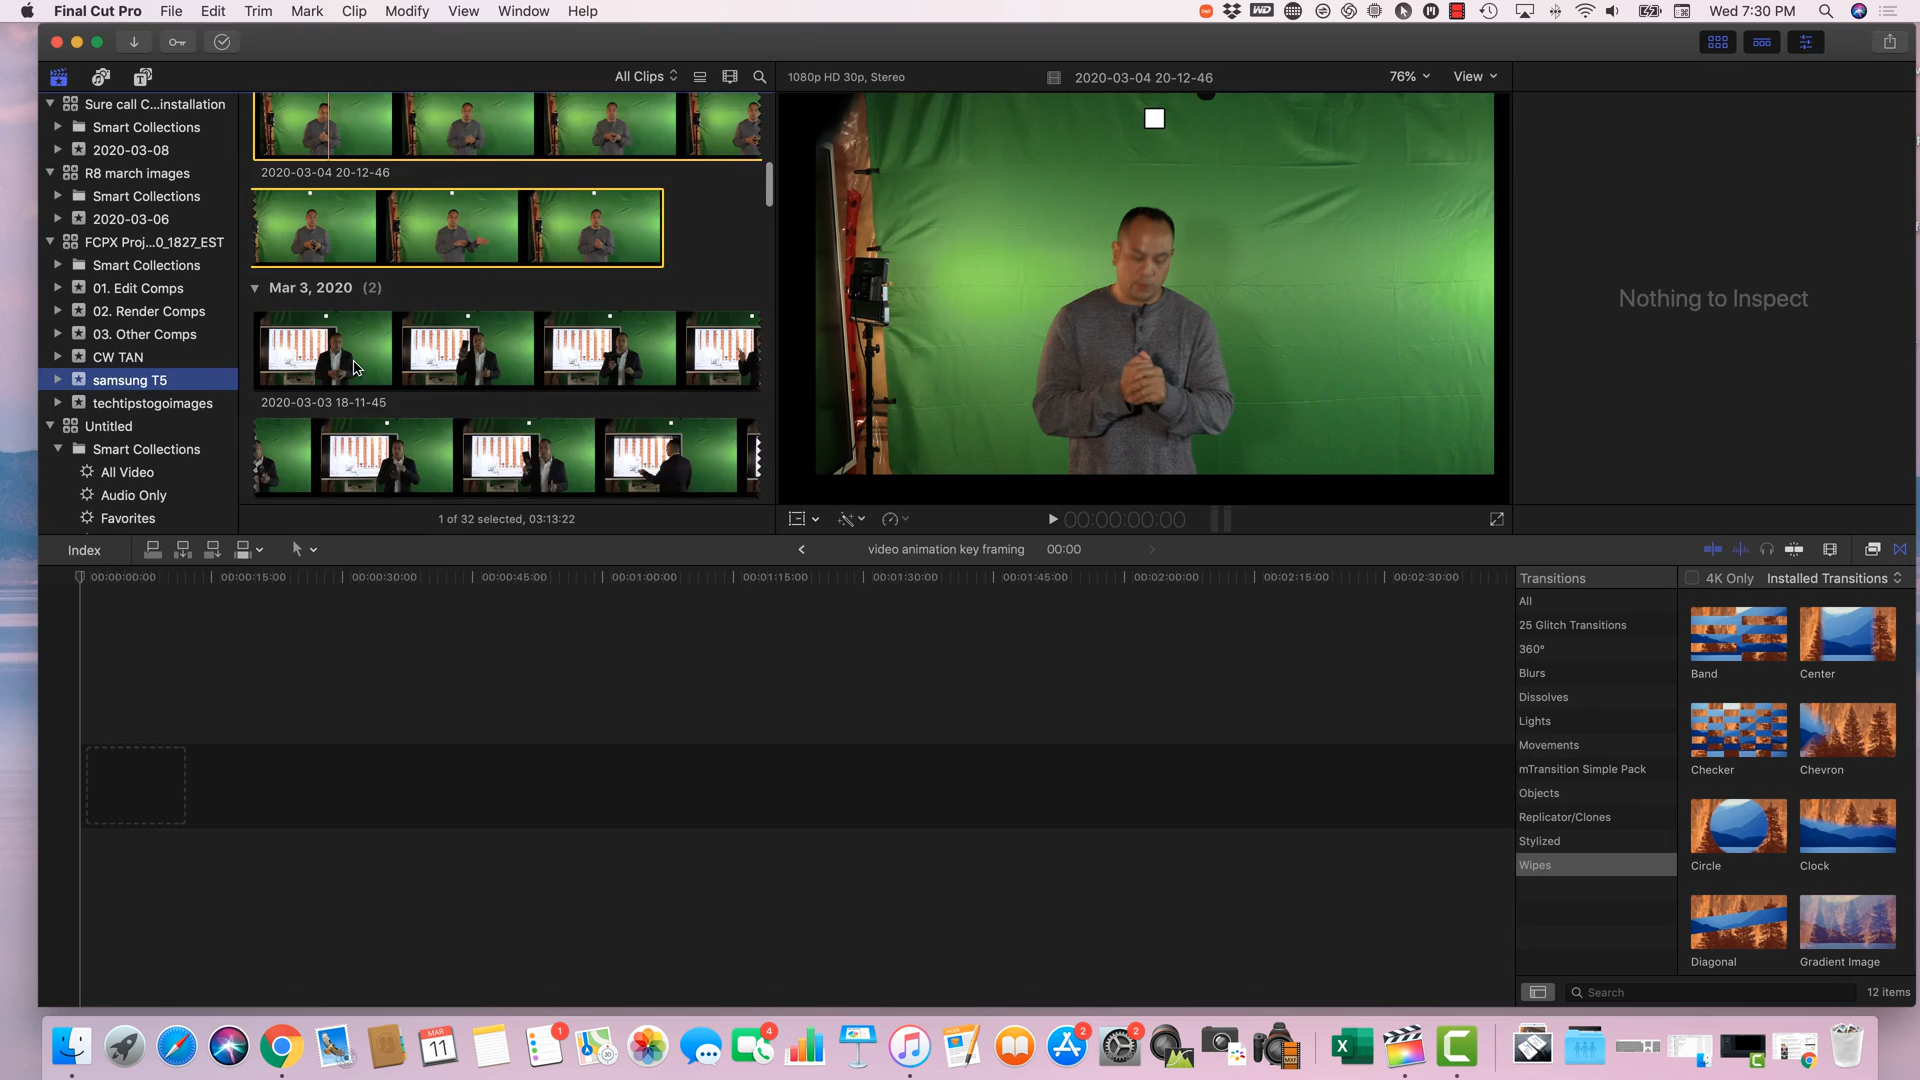 Final Cut Pro File Edit Trim Mark Clip Modify View Window Help
Wed 7:30 PM
All Clips
1080p HD 30p, Stereo
2020-03-04 20-12-46
76%
View
Sure call C...installation
Smart Collections
2020-03-08
R8 march images
Smart Collections
2020-03-06
FCPX Proj...0_1827_EST
Smart Collections
01. Edit Comps
02. Render Comps
03. Other Comps
CW TAN
samsung T5
techtipstogoimages
Untitled
Smart Collections
All Video
Audio Only
Favorites
2020-03-04 20-12-46
Mar 3, 2020 (2)
2020-03-03 18-11-45
1 of 32 selected, 03:13:22
00:00:00:00
Nothing to Inspect
Index
video animation key framing 00:00
00:00:00:00 00:00:15:00 00:00:30:00 00:00:45:00 00:01:00:00 00:01:15:00 00:01:30:00 00:01:45:00 00:02:00:00 00:02:15:00 00:02:30:00
Transitions
4K Only
Installed Transitions
All
25 Glitch Transitions
360°
Blurs
Dissolves
Lights
Movements
mTransition Simple Pack
Objects
Replicator/Clones
Stylized
Wipes
Band
Center
Checker
Chevron
Circle
Clock
Diagonal
Gradient Image
Search
12 items
MAR
11
1
4
2
2